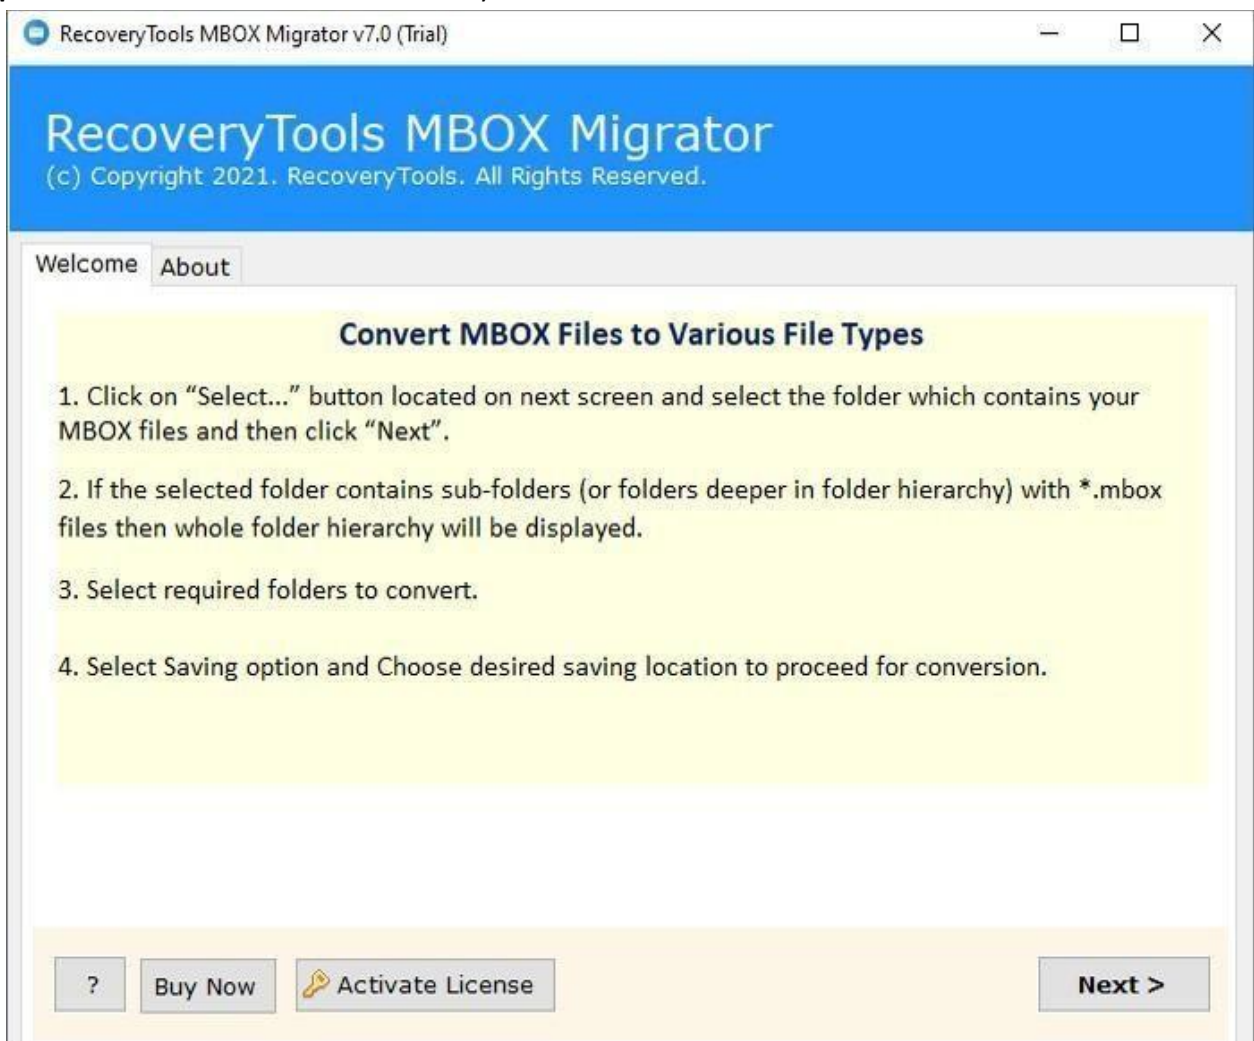 RecoveryTools MBOX Migrator v7.0 (Trial)
RecoveryTools MBOX Migrator
(c) Copyright 2021. RecoveryTools. All Rights Reserved.
Welcome About
Convert MBOX Files to Various File Types
1. Click on “Select...” button located on next screen and select the folder which contains your
MBOX files and then click “Next”.
2. If the selected folder contains sub-folders (or folders deeper in folder hierarchy) with *.mbox
files then whole folder hierarchy will be displayed.
3. Select required folders to convert.
4. Select Saving option and Choose desired saving location to proceed for conversion.
? Buy Now Activate License Next >